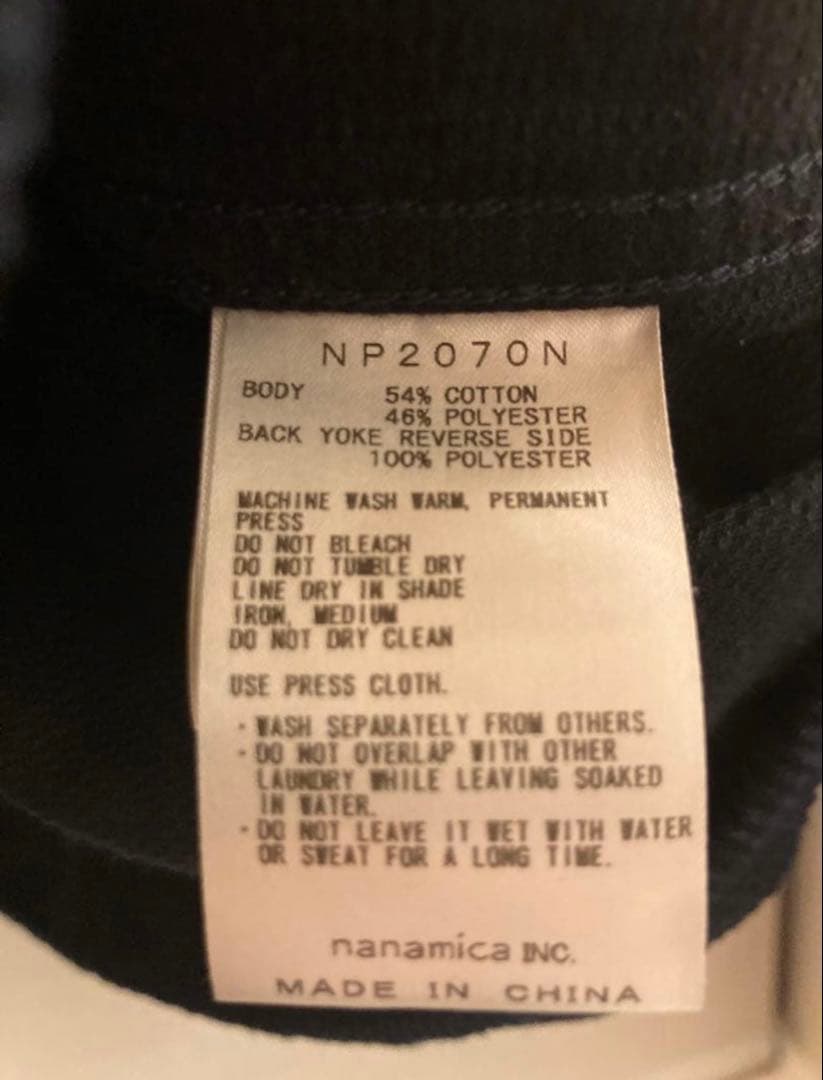 NP2070N
BODY 54% COTTON
46% POLYESTER
BACK YOKE REVERSE SIDE
100% POLYESTER
MACHINE WASH WARM, PERMANENT
PRESS
DO NOT BLEACH
DO NOT TUMBLE DRY
LINE DRY IN SHADE
IRON, MEDIUM
DO NOT DRY CLEAN
USE PRESS CLOTH.
・WASH SEPARATELY FROM OTHERS.
・DO NOT OVERLAP WITH OTHER
LAUNDRY WHILE LEAVING SOAKED
IN WATER.
・DO NOT LEAVE IT WET WITH WATER
OR SWEAT FOR A LONG TIME.
nanamica INC.
MADE IN CHINA